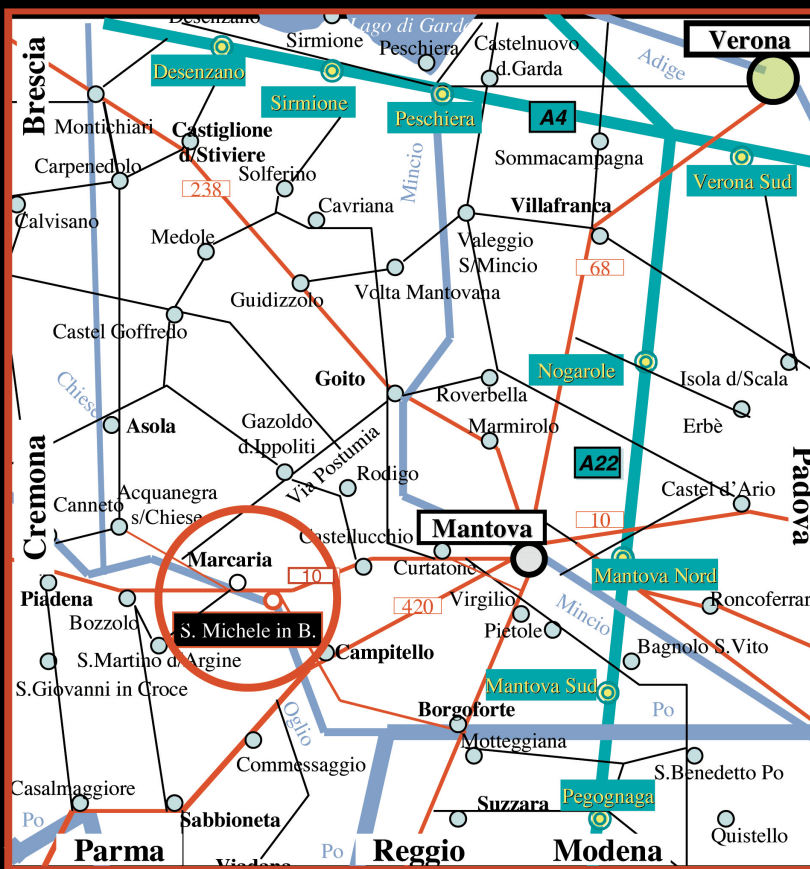 Desenzano
Sirmione
Lago di Garda
Peschiera
Castelnuovo
d.Garda
Verona
Adige
Brescia
Desenzano
Sirmione
Peschiera
A4
Montichiari
Castiglione
d/Stiviere
Sommacampagna
Verona Sud
Carpenedolo
Solferino
Mincio
238
Calvisano
Cavriana
Villafranca
Medole
Valeggio
S/Mincio
68
Guidizzolo
Volta Mantovana
Castel Goffredo
Nogarole
Isola d/Scala
Chiese
Goito
Roverbella
Erbè
Asola
Gazoldo
d.Ippoliti
Marmirolo
Via Postumia
A22
Padova
Cremona
Rodigo
Castel d'Ario
Canneto
Acquanegra
s/Chiese
Mantova
10
Castellucchio
Marcaria
10
Curtatone
Mantova Nord
Piadena
Bozzolo
420
Virgilio
Mincio
Roncoferrar
S. Michele in B.
Pietole
Bagnolo S.Vito
S.Martino d/Argine
Campitello
S.Giovanni in Croce
Mantova Sud
Oglio
Borgoforte
Po
Motteggiana
Commessaggio
S.Benedetto Po
Casalmaggiore
Suzzara
Pegognaga
Po
Sabbioneta
Quistello
Parma
Viadana
Po
Reggio
Modena